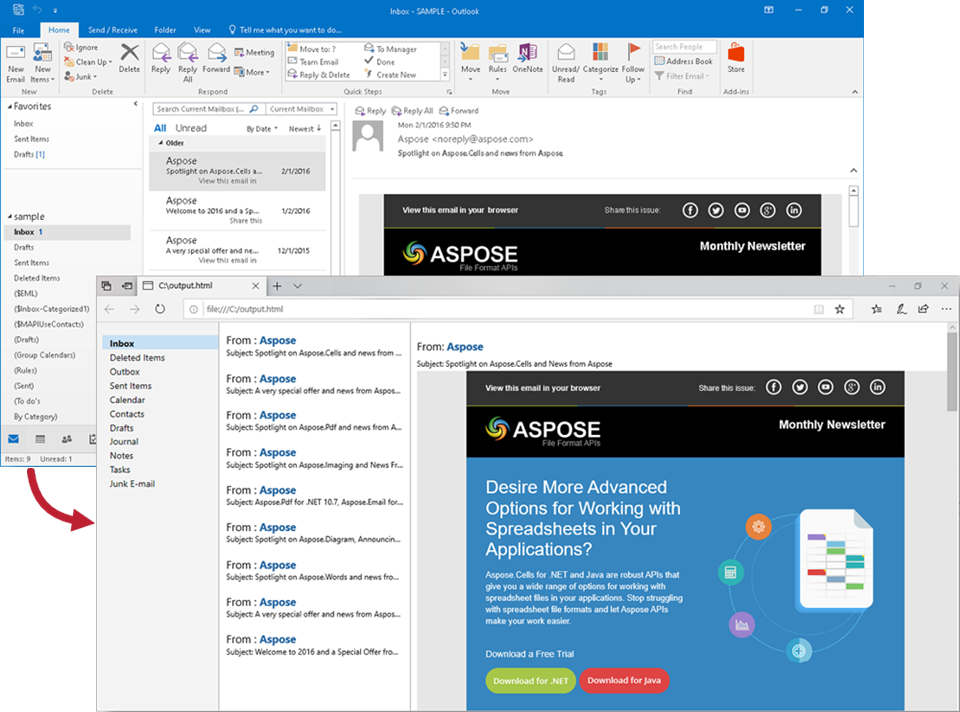 Inbox - SAMPLE - Outlook
File Home Send / Receive Folder View Tell me what you want to do...
New Email
New Items
Ignore
Clean Up
Junk
Delete
Reply
Reply All
Forward
Meeting
More
Move to: ?
Team Email
Reply & Delete
To Manager
Done
Create New
Move
Rules
OneNote
Unread/ Read
Categorize
Follow Up
Search People
Address Book
Filter Email
Store
New Delete Respond Quick Steps Move Tags Find Add-ins
Favorites
Inbox
Sent Items
Drafts [1]
sample
Inbox 1
Drafts
Sent Items
Deleted Items
($EML)
($Inbox-Categorized1)
($MAPIUseContacts)
(Drafts)
(Group Calendars)
(Rules)
(Sent)
(To do's
By Category)
Items: 9 Unread: 1
Search Current Mailbox (... Current Mailbox
All Unread By Date Newest
Older
Aspose
Spotlight on Aspose.Cells a... 2/1/2016
View this email in
Aspose
Welcome to 2016 and a Sp... 1/2/2016
Share this
Aspose
A very special offer and ne... 12/1/2015
View this email in
Reply Reply All Forward
Mon 2/1/2016 9:50 PM
Aspose <noreply@aspose.com>
Spotlight on Aspose.Cells and news from Aspose
View this email in your browser Share this issue:
ASPOSE
File Format APIs
Monthly Newsletter
C:\output.html
file:///C:/output.html
Inbox
Deleted Items
Outbox
Sent Items
Calendar
Contacts
Drafts
Journal
Notes
Tasks
Junk E-mail
From : Aspose
Subject: Spotlight on Aspose.Cells and news from ...
From : Aspose
Subject: A very special offer and news from Aspos...
From : Aspose
Subject: Spotlight on Aspose.Pdf and news from A...
From : Aspose
Subject: Spotlight on Aspose.Imaging and News Fr...
From : Aspose
Subject: Aspose.Pdf for .NET 10.7, Aspose.Email for...
From : Aspose
Subject: Spotlight on Aspose.Diagram, Announcin...
From : Aspose
Subject: Spotlight on Aspose.Words and news fro...
From : Aspose
Subject: A very special offer and news from Aspos...
From : Aspose
Subject: Welcome to 2016 and a Special Offer fro...
From: Aspose
Subject: Spotlight on Aspose.Cells and News from Aspose
View this email in your browser Share this issue:
ASPOSE
File Format APIs
Monthly Newsletter
Desire More Advanced
Options for Working with
Spreadsheets in Your
Applications?
Aspose.Cells for .NET and Java are robust APIs that
give you a wide range of options for working with
spreadsheet files in your applications. Stop struggling
with spreadsheet file formats and let Aspose APIs
make your work easier.
Download a Free Trial
Download for .NET Download for Java